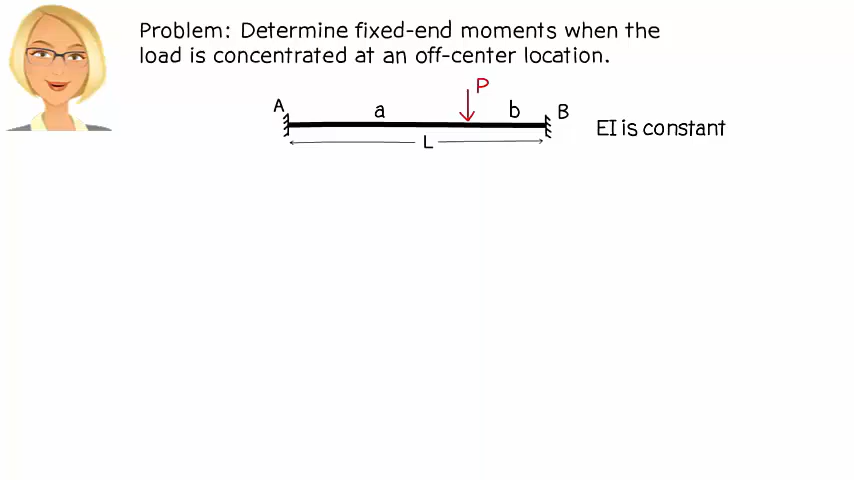 Problem: Determine fixed-end moments when the
load is concentrated at an off-center location.
P
A a b B
EI is constant
L